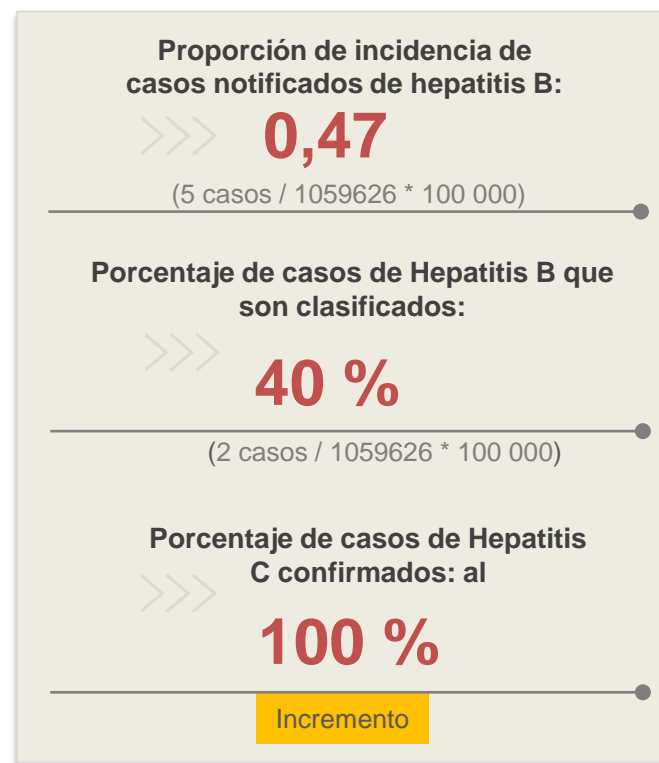 Proporción de incidencia de
casos notificados de hepatitis B:
0,47
(5 casos / 1059626 * 100 000)
Porcentaje de casos de Hepatitis B que
son clasificados:
40 %
(2 casos / 1059626 * 100 000)
Porcentaje de casos de Hepatitis
C confirmados: al
100 %
Incremento